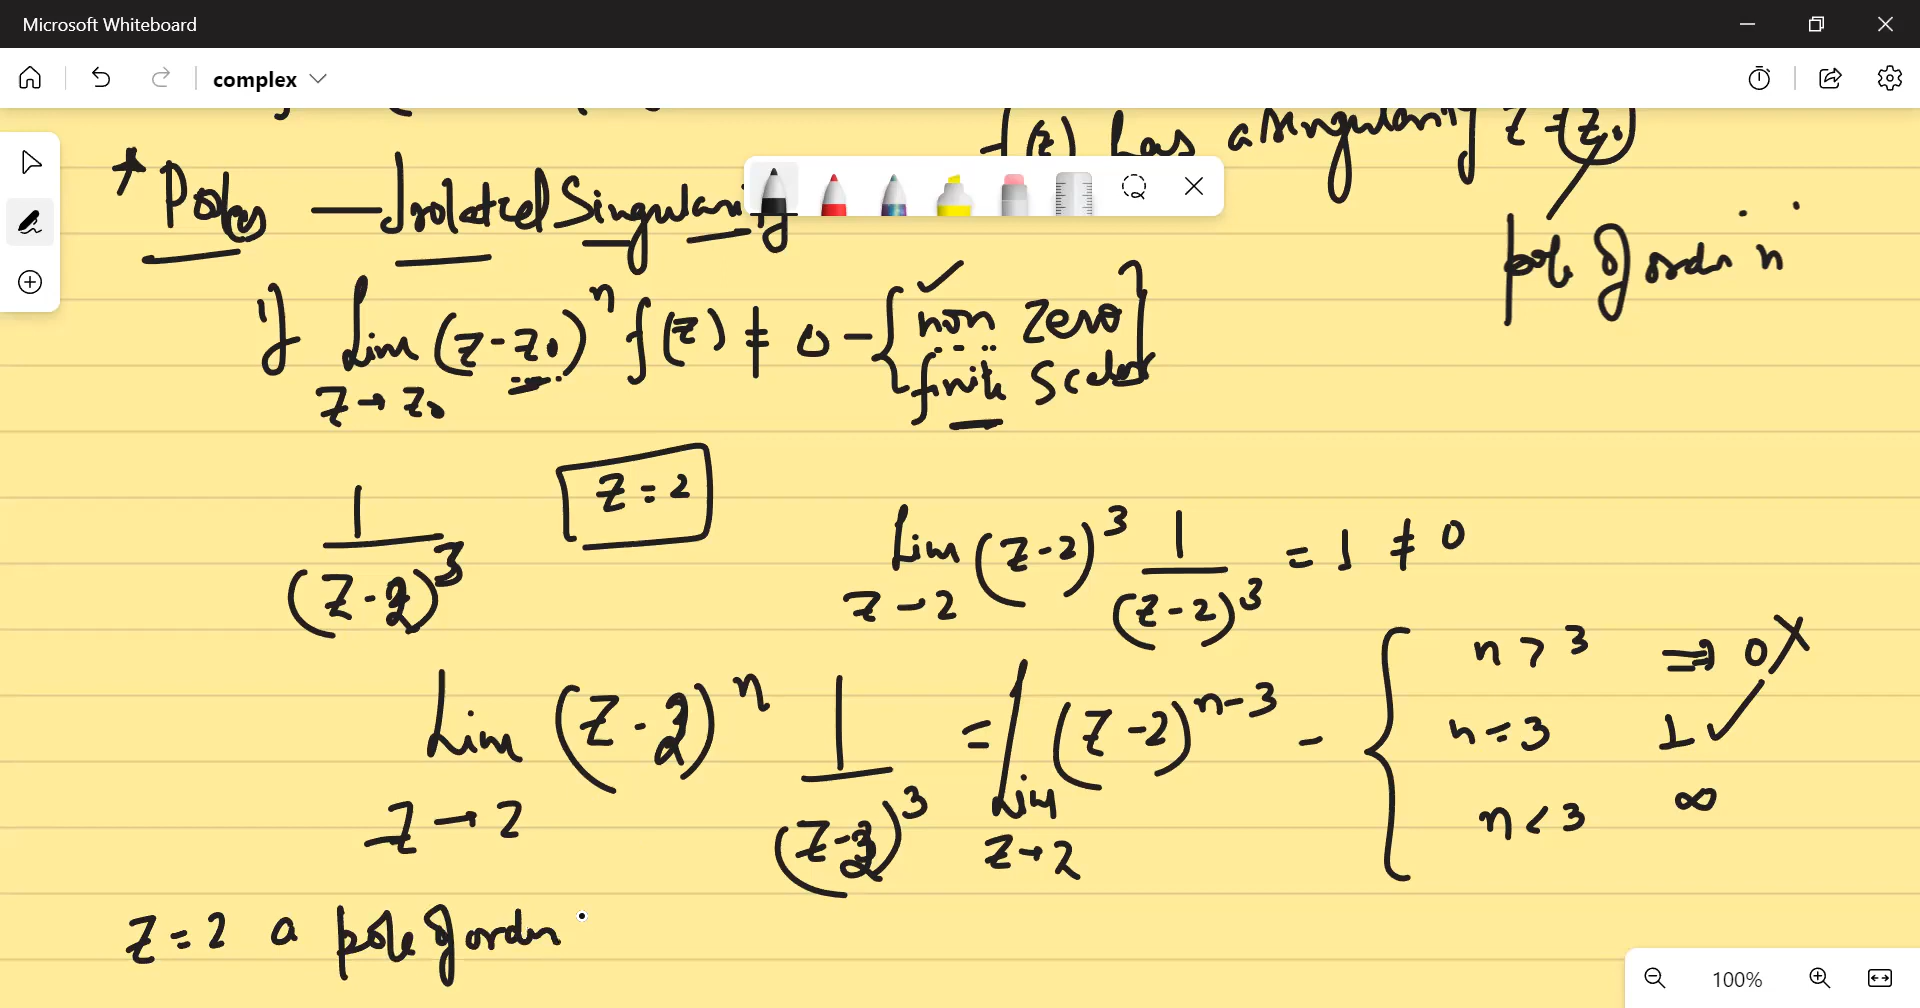 Microsoft Whiteboard
complex
f(z) has a singularity z = z₀
* Poles — Isolated Singularity
pole of order 'n'
If Lim (z-z₀)ⁿ f(z) ≠ 0 - { non zero
z → z₀ finite Scalar }
1 / (z-2)³
z = 2
Lim (z-2)³ 1 / (z-2)³ = 1 ≠ 0
z → 2
Lim (z-2)ⁿ 1 / (z-2)³ = Lim (z-2)ⁿ⁻³ - {
z → 2 z → 2
n > 3 ⇒ 0 X
n = 3 1 ✓
n < 3 ∞
z = 2 a pole of order
100%